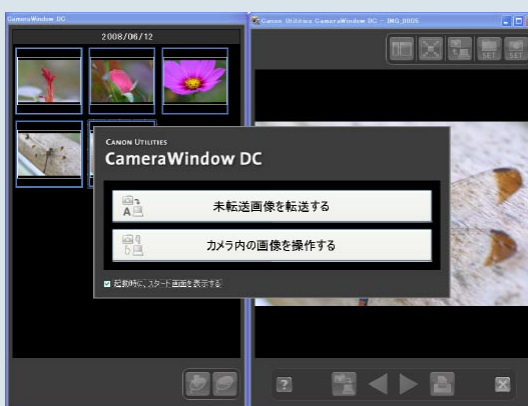 CameraWindow DC
Canon Utilities CameraWindow DC - IMG_0805
2008/06/12
SET
SET
CANON UTILITIES
CameraWindow DC
未転送画像を転送する
カメラ内の画像を操作する
起動時に、スタート画面を表示する